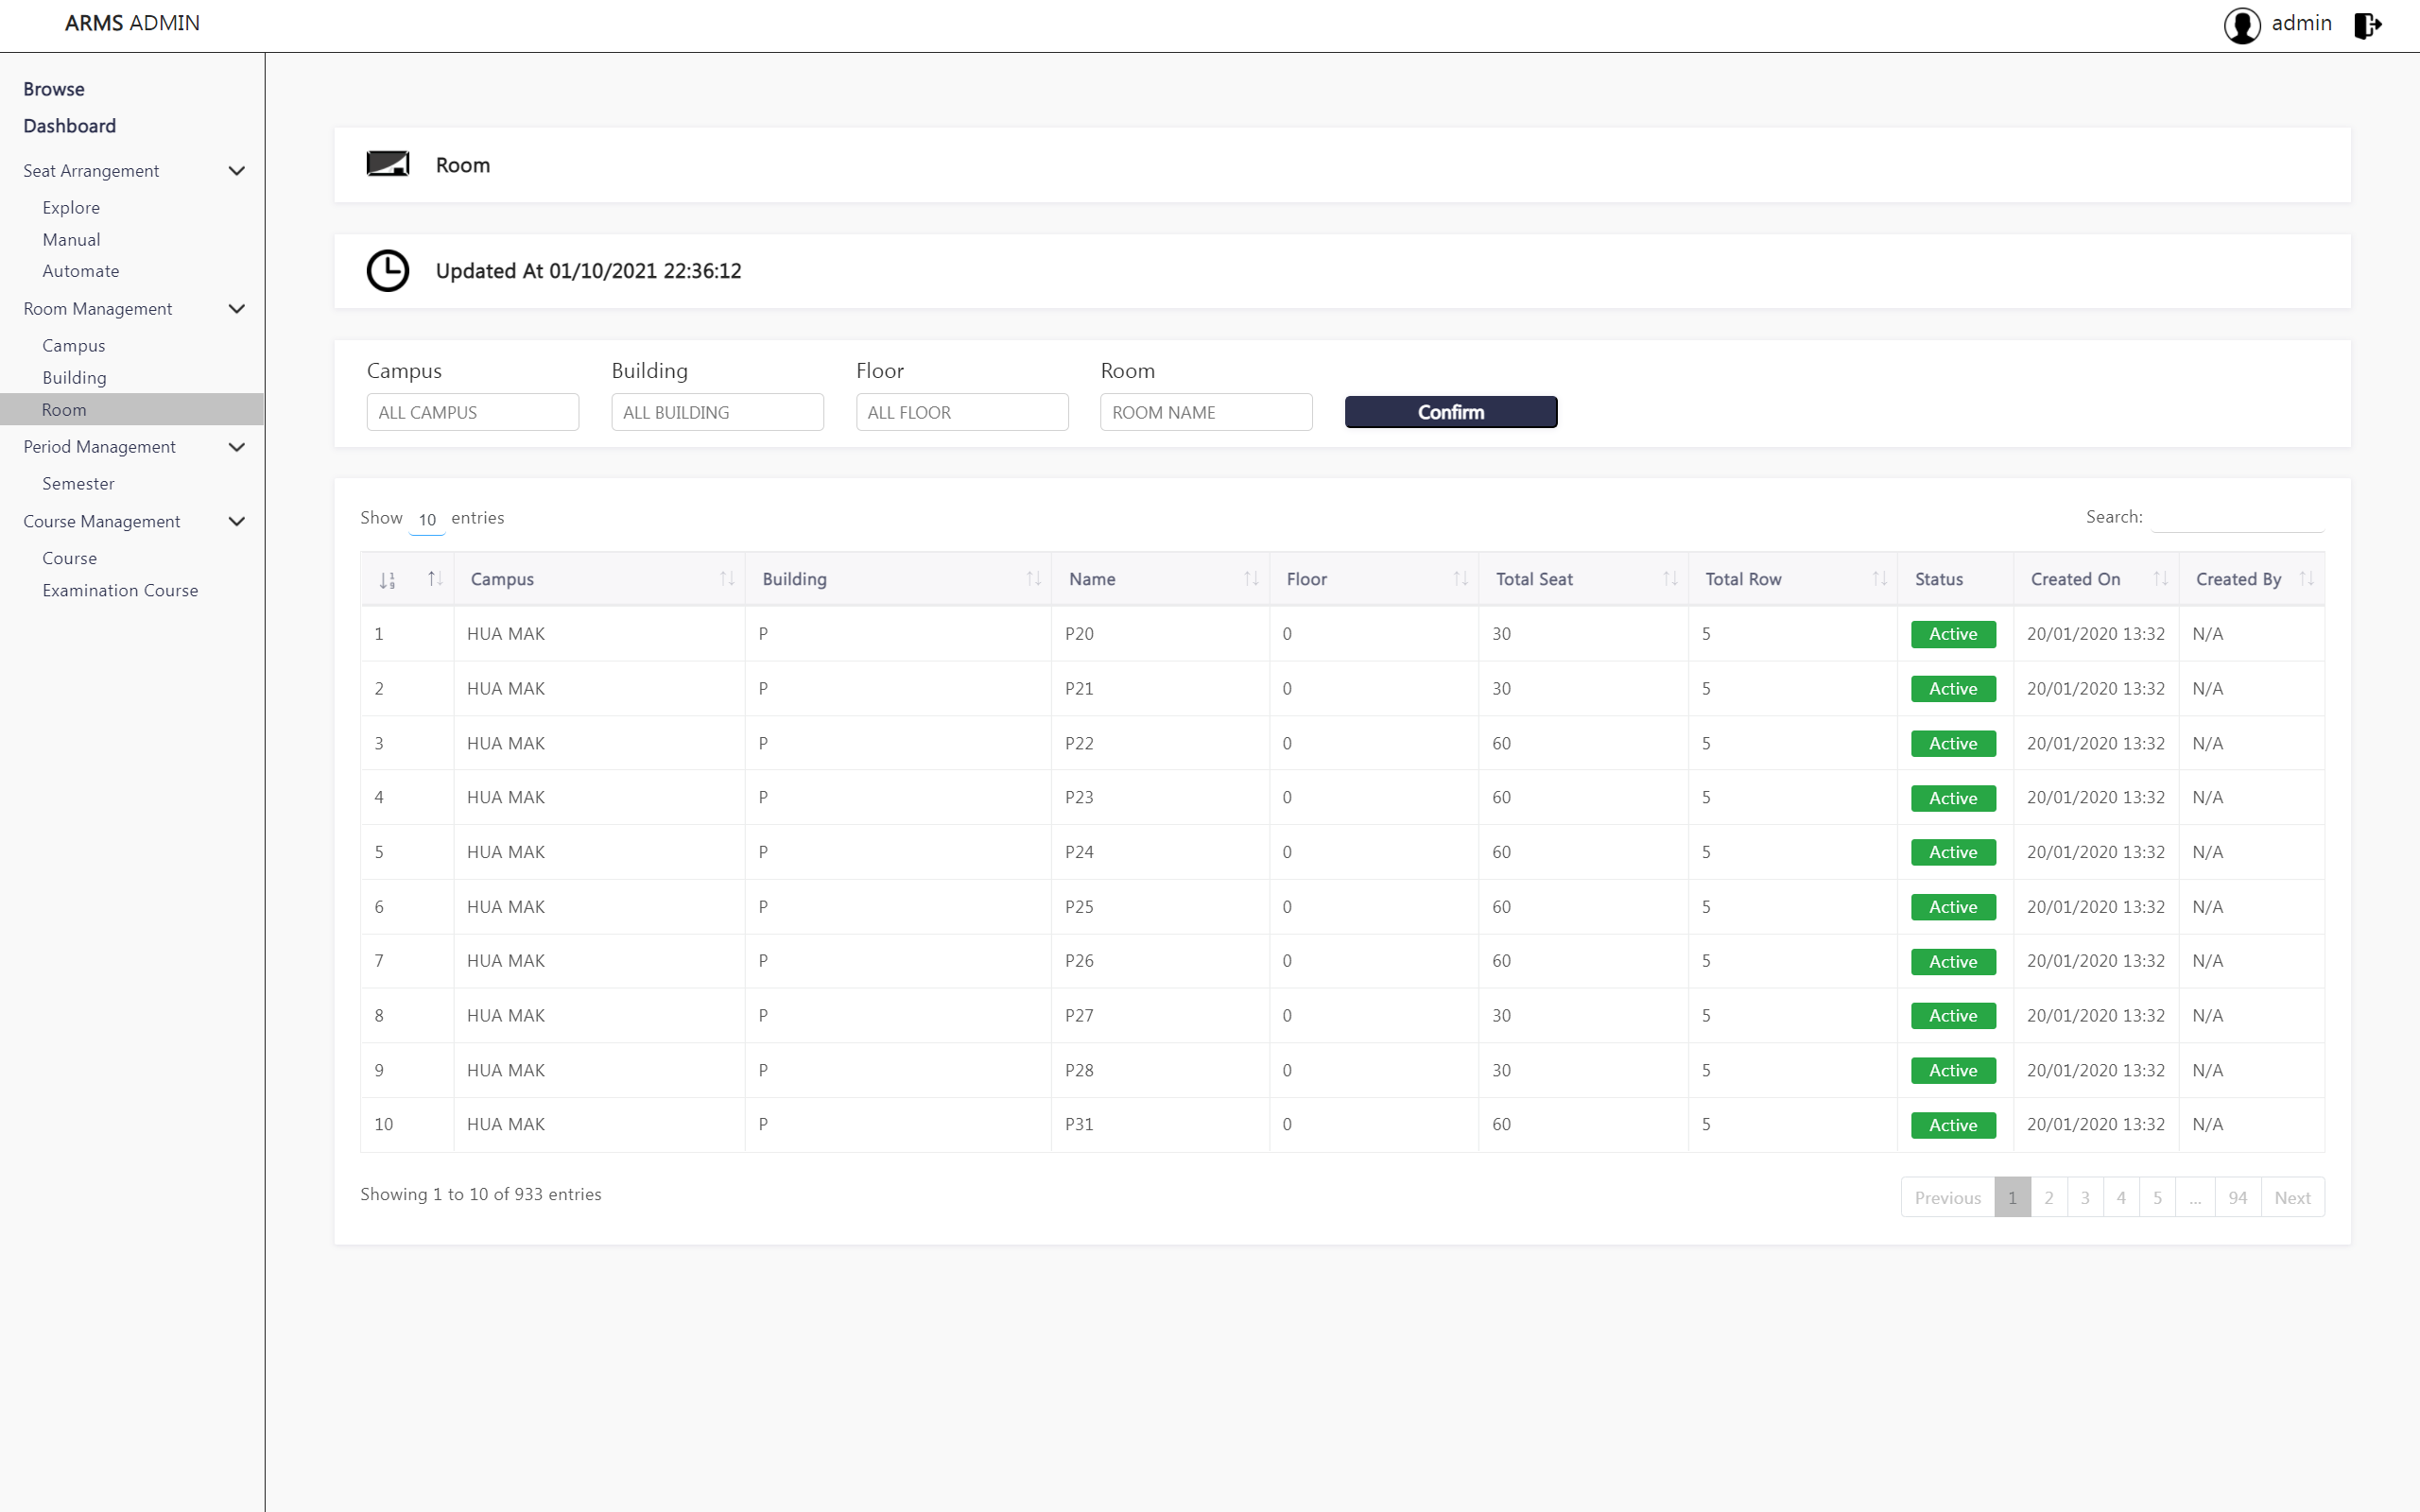 ARMS ADMIN
admin
Browse
Dashboard
Seat Arrangement
Explore
Manual
Automate
Room Management
Campus
Building
Room
Period Management
Semester
Course Management
Course
Examination Course
Room
Updated At 01/10/2021 22:36:12
Campus Building Floor Room
ALL CAMPUS ALL BUILDING ALL FLOOR ROOM NAME Confirm
Show 10 entries Search:
Campus Building Name Floor Total Seat Total Row Status Created On Created By
1 HUA MAK P P20 0 30 5 Active 20/01/2020 13:32 N/A
2 HUA MAK P P21 0 30 5 Active 20/01/2020 13:32 N/A
3 HUA MAK P P22 0 60 5 Active 20/01/2020 13:32 N/A
4 HUA MAK P P23 0 60 5 Active 20/01/2020 13:32 N/A
5 HUA MAK P P24 0 60 5 Active 20/01/2020 13:32 N/A
6 HUA MAK P P25 0 60 5 Active 20/01/2020 13:32 N/A
7 HUA MAK P P26 0 60 5 Active 20/01/2020 13:32 N/A
8 HUA MAK P P27 0 30 5 Active 20/01/2020 13:32 N/A
9 HUA MAK P P28 0 30 5 Active 20/01/2020 13:32 N/A
10 HUA MAK P P31 0 60 5 Active 20/01/2020 13:32 N/A
Showing 1 to 10 of 933 entries
Previous 1 2 3 4 5 ... 94 Next